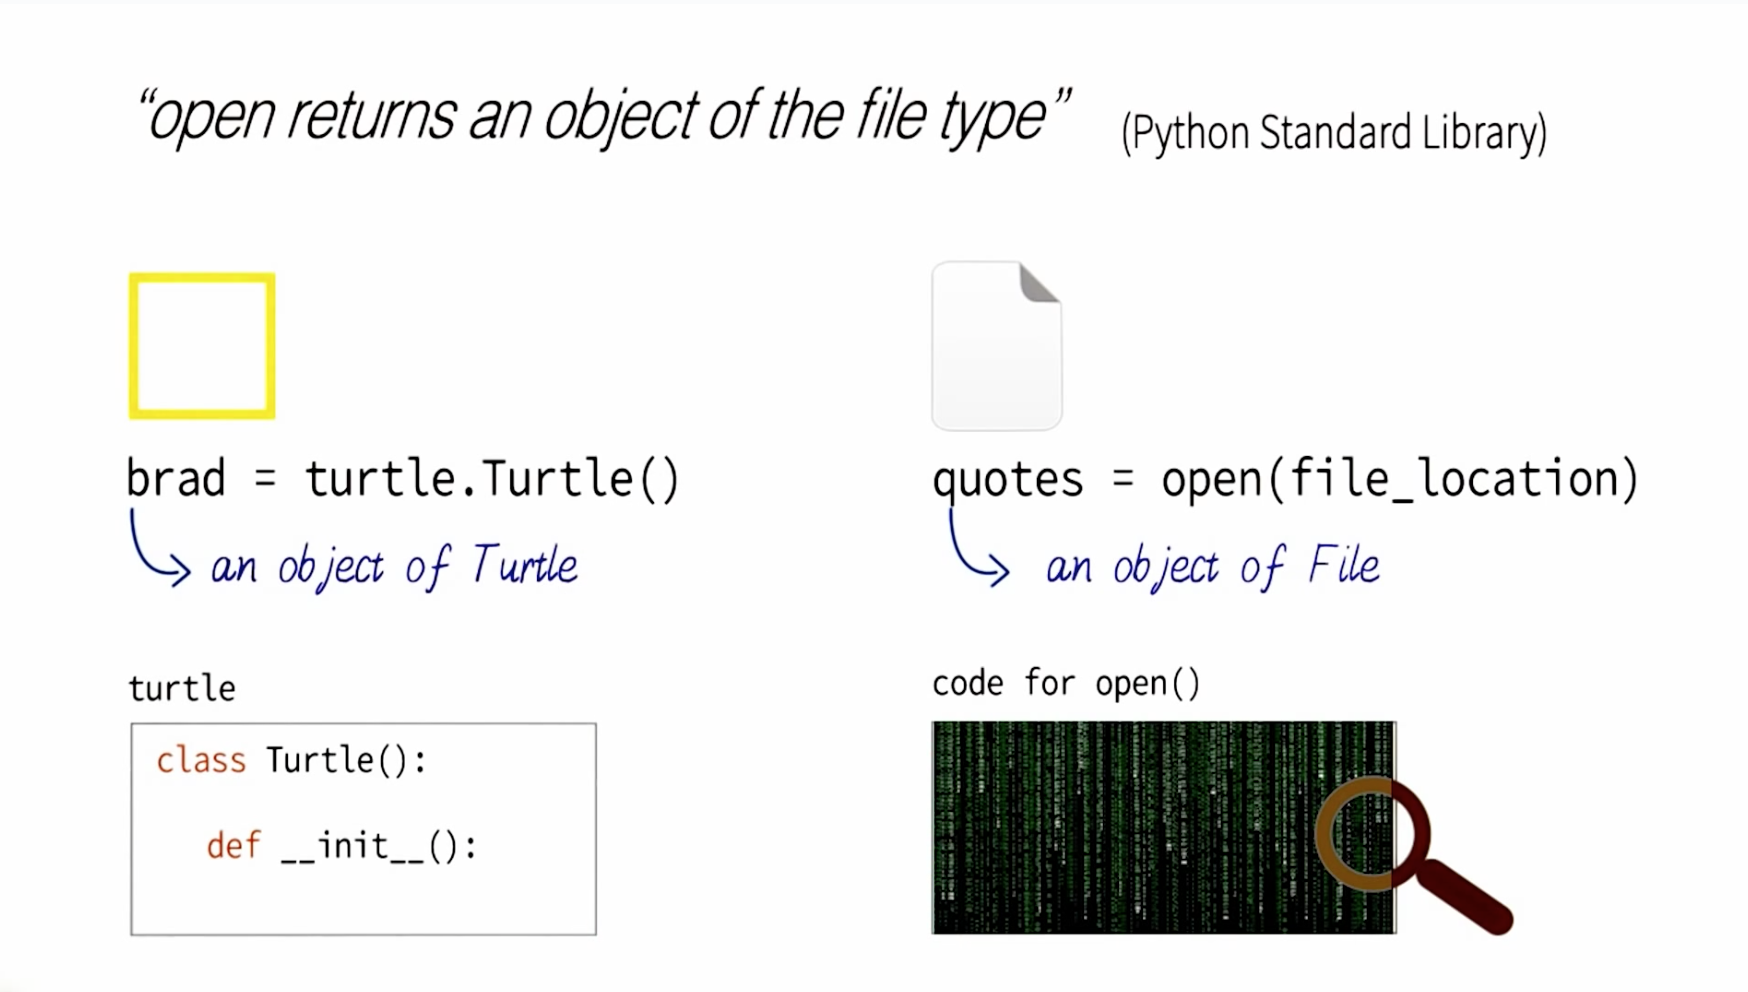 “open returns an object of the file type” (Python Standard Library)
brad = turtle.Turtle()
an object of Turtle
turtle
class Turtle():
def __init__():
quotes = open(file_location)
an object of File
code for open()